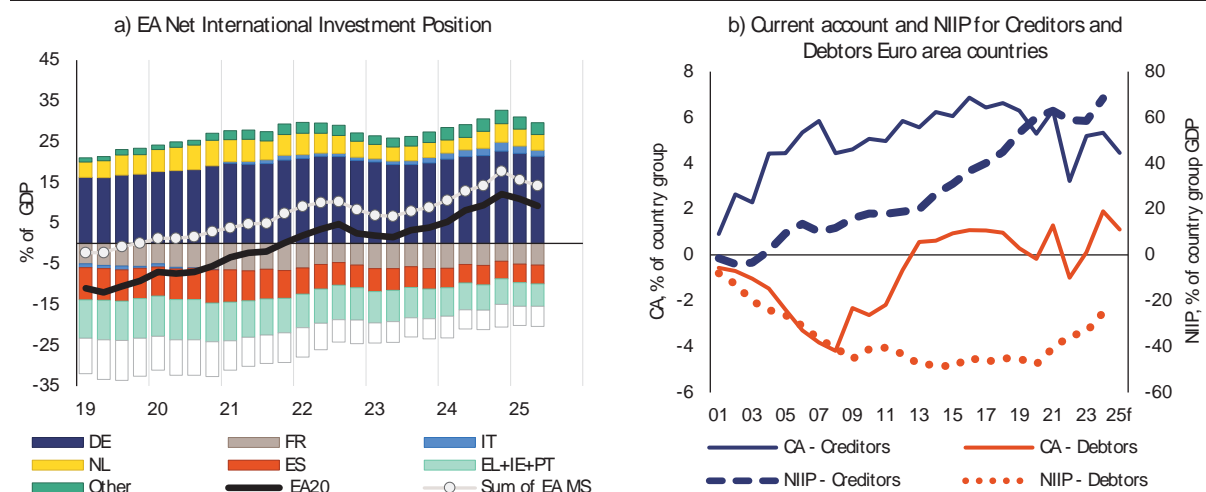 a) EA Net International Investment Position
% of GDP
45
35
25
15
5
-5
-15
-25
-35
19 20 21 22 23 24 25
DE FR IT
NL ES EL+IE+PT
Other EA20 Sum of EA MS
b) Current account and NIIP for Creditors and
Debtors Euro area countries
CA, % of country group
8
6
4
2
0
-2
-4
-6
NIIP, % of country group GDP
80
60
40
20
0
-20
-40
-60
01 03 05 07 09 11 13 15 17 19 21 23 25f
CA - Creditors CA - Debtors
NIIP - Creditors NIIP - Debtors